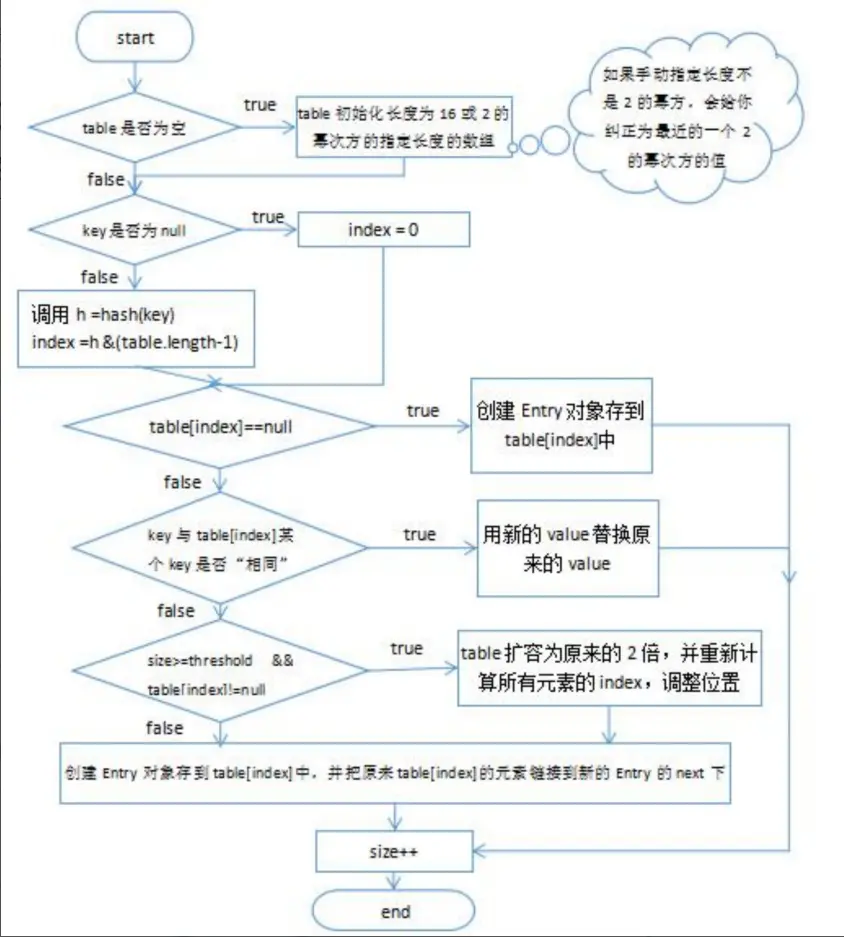 start
table 是否为空
true
table 初始化长度为 16 或 2 的
幂次方的指定长度的数组
如果手动指定长度不
是 2 的幂方，会给你
纠正为最近的一个 2
的幂次方的值
false
key 是否为 null
true
index = 0
false
调用 h =hash(key)
index =h &(table.length-1)
table[index]==null
true
创建 Entry 对象存到
table[index]中
false
key 与 table[index]某
个 key 是否“相同”
true
用新的 value 替换原
来的 value
false
size>=threshold &&
table[index]!=null
true
table 扩容为原来的 2 倍，并重新计
算所有元素的 index，调整位置
false
创建 Entry 对象存到 table[index]中，并把原来 table[index]的元素链接到新的 Entry 的 next 下
size++
end